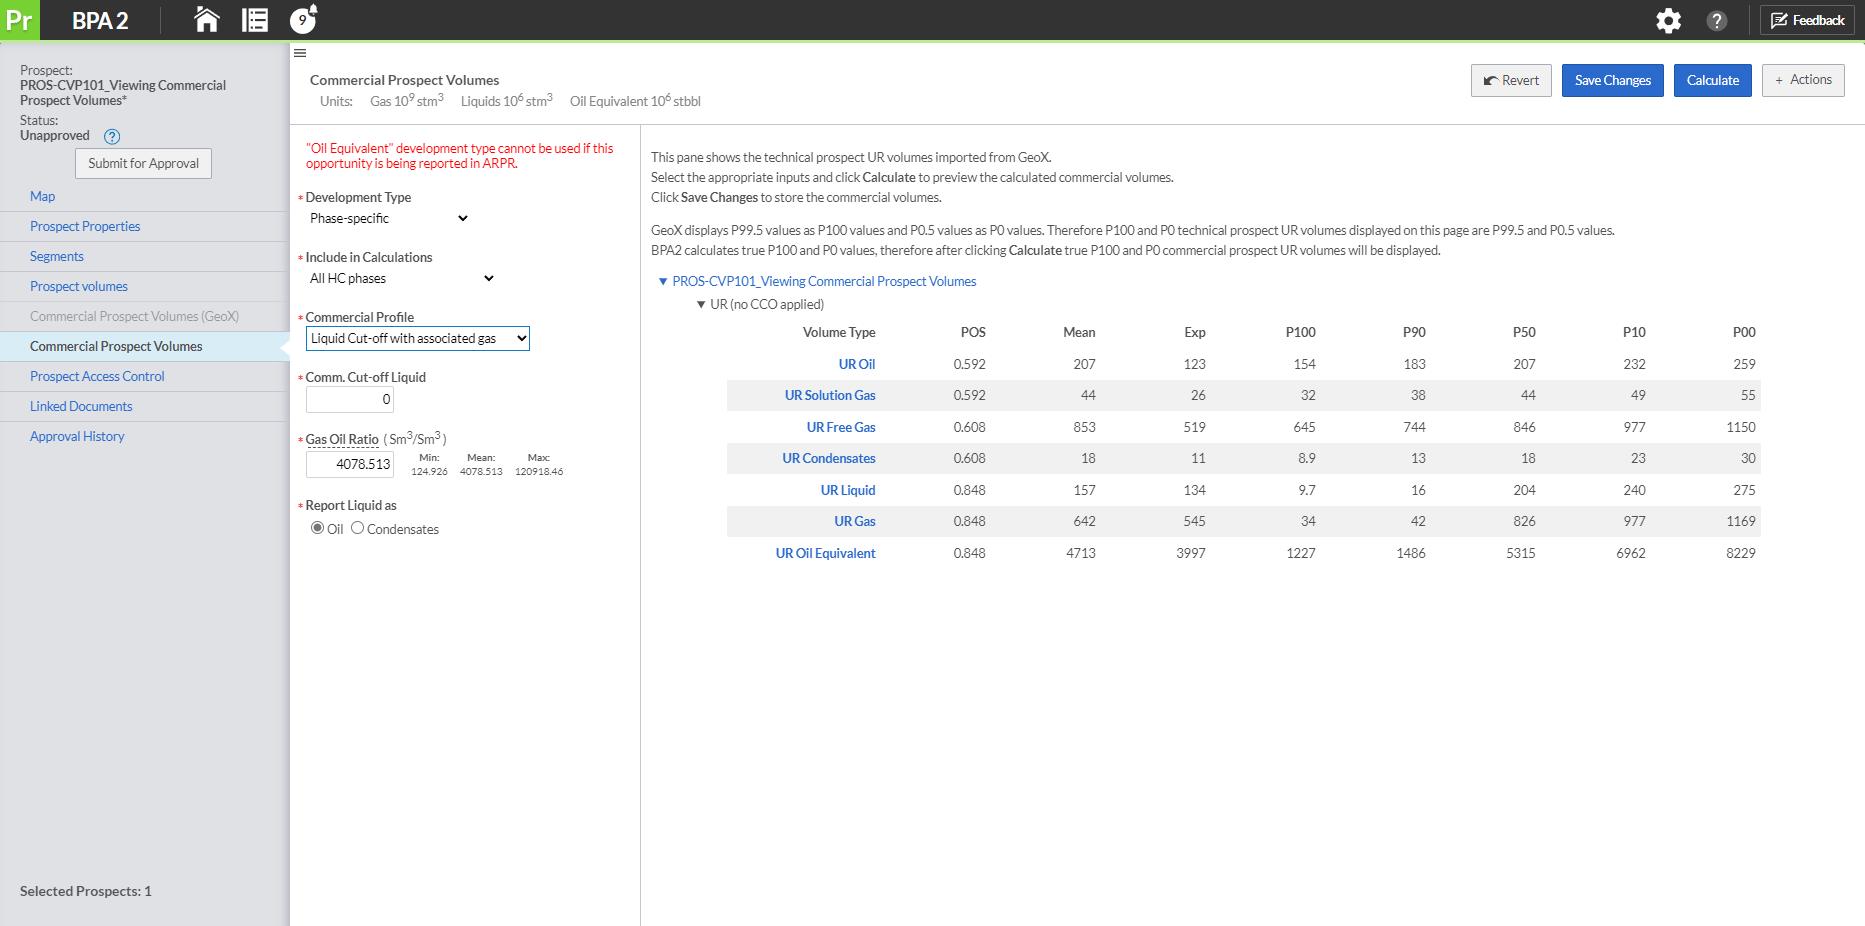 Pr BPA 2 9 Feedback
Prospect:
PROS-CVP101_Viewing Commercial
Prospect Volumes*
Status:
Unapproved ?
Submit for Approval
Map
Prospect Properties
Segments
Prospect volumes
Commercial Prospect Volumes (GeoX)
Commercial Prospect Volumes
Prospect Access Control
Linked Documents
Approval History
Selected Prospects: 1
Commercial Prospect Volumes
Units: Gas 10⁹ stm³ Liquids 10⁶ stm³ Oil Equivalent 10⁶ stbbl
Revert Save Changes Calculate + Actions
"Oil Equivalent" development type cannot be used if this
opportunity is being reported in ARPR.
* Development Type
Phase-specific
* Include in Calculations
All HC phases
* Commercial Profile
Liquid Cut-off with associated gas
* Comm. Cut-off Liquid
0
* Gas Oil Ratio ( Sm³/Sm³ )
4078.513
Min: Mean: Max:
124.926 4078.513 120918.46
* Report Liquid as
Oil Condensates
This pane shows the technical prospect UR volumes imported from GeoX.
Select the appropriate inputs and click Calculate to preview the calculated commercial volumes.
Click Save Changes to store the commercial volumes.
GeoX displays P99.5 values as P100 values and P0.5 values as P0 values. Therefore P100 and P0 technical prospect UR volumes displayed on this page are P99.5 and P0.5 values.
BPA2 calculates true P100 and P0 values, therefore after clicking Calculate true P100 and P0 commercial prospect UR volumes will be displayed.
PROS-CVP101_Viewing Commercial Prospect Volumes
UR (no CCO applied)
Volume Type POS Mean Exp P100 P90 P50 P10 P00
UR Oil 0.592 207 123 154 183 207 232 259
UR Solution Gas 0.592 44 26 32 38 44 49 55
UR Free Gas 0.608 853 519 645 744 846 977 1150
UR Condensates 0.608 18 11 8.9 13 18 23 30
UR Liquid 0.848 157 134 9.7 16 204 240 275
UR Gas 0.848 642 545 34 42 826 977 1169
UR Oil Equivalent 0.848 4713 3997 1227 1486 5315 6962 8229